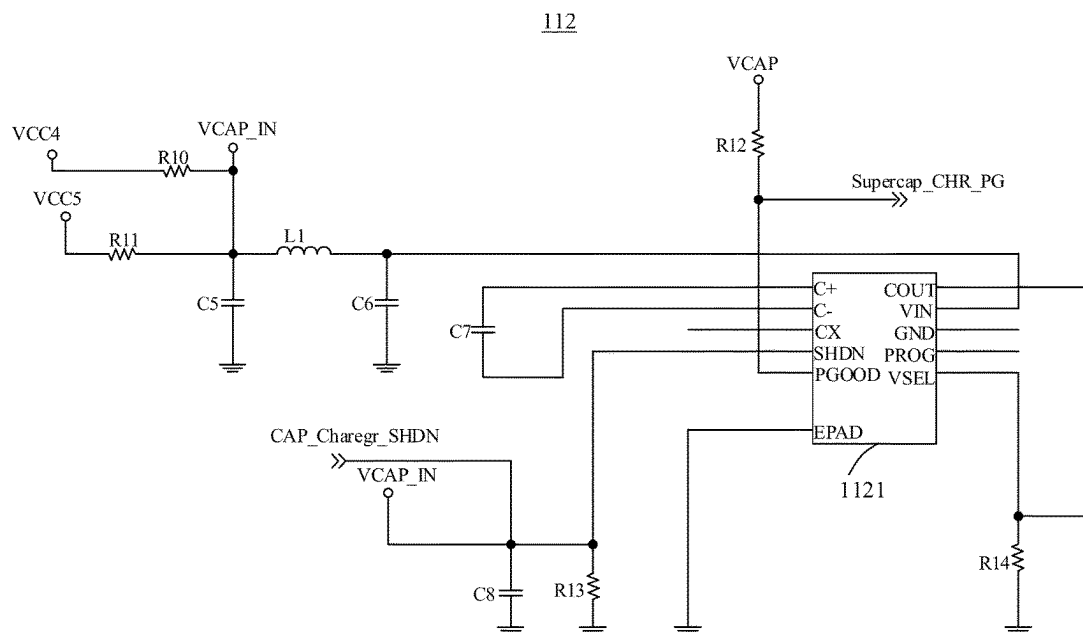 112
VCAP
VCC4
VCAP_IN
R10
R12
VCC5
Supercap_CHR_PG
R11
L1
C5
C6
C+
COUT
C-
VIN
C7
CX
GND
SHDN
PROG
PGOOD
VSEL
CAP_Charegr_SHDN
EPAD
VCAP_IN
1121
C8
R13
R14